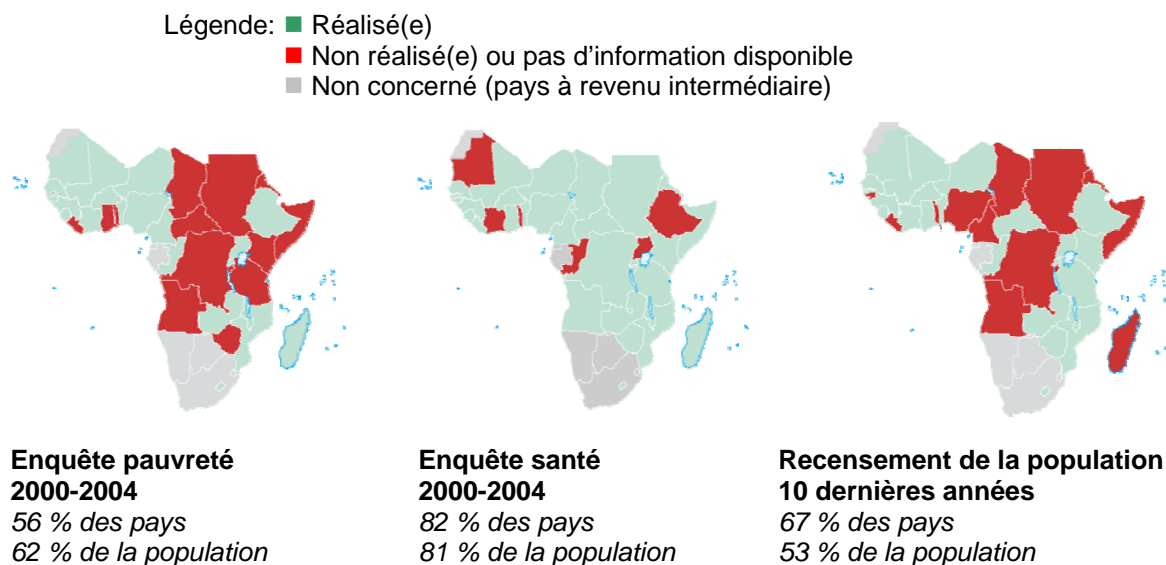 Légende: Réalisé(e)
Non réalisé(e) ou pas d'information disponible
Non concerné (pays à revenu intermédiaire)
Enquête pauvreté
2000-2004
56 % des pays
62 % de la population
Enquête santé
2000-2004
82 % des pays
81 % de la population
Recensement de la population
10 dernières années
67 % des pays
53 % de la population